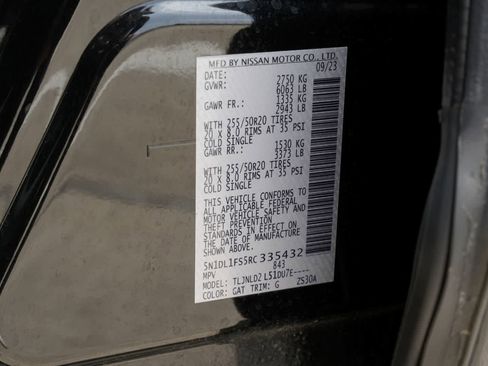 MFD BY NISSAN MOTOR CO., LTD.
DATE: 09/23
GVWR: 2750 KG
6063 LB
GAWR FR.: 1335 KG
2943 LB
WITH 255/50R20 TIRES
20 X 8.0 RIMS AT 35 PSI
COLD SINGLE
GAWR RR.: 1530 KG
3373 LB
WITH 255/50R20 TIRES
20 X 8.0 RIMS AT 35 PSI
COLD SINGLE
THIS VEHICLE CONFORMS TO
ALL APPLICABLE FEDERAL
MOTOR VEHICLE SAFETY AND
THEFT PREVENTION
STANDARDS IN EFFECT ON
THE DATE OF MANUFACTURE
SHOWN ABOVE.
5N1DL1FS5RC335432
MPV 843
MODEL: TLJNLD2 L51DU7E----
COLOR: GAT TRIM: G ZS30A